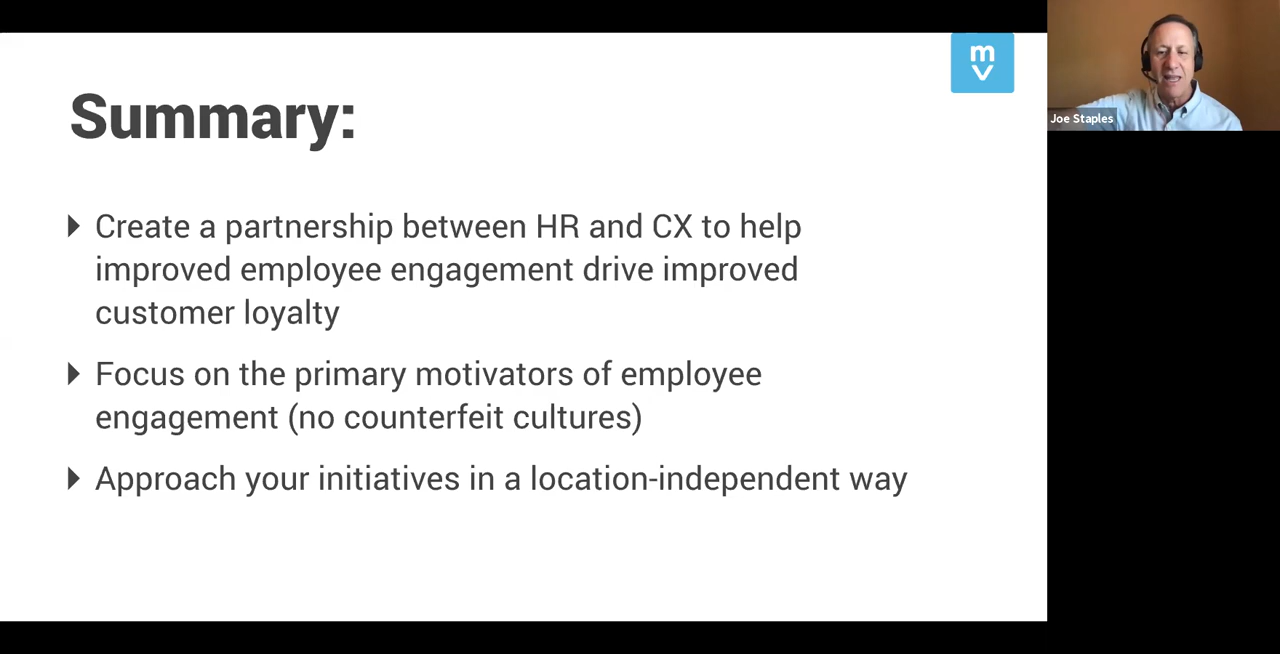 m
v
Joe Staples
Summary:
Create a partnership between HR and CX to help
improved employee engagement drive improved
customer loyalty
Focus on the primary motivators of employee
engagement (no counterfeit cultures)
Approach your initiatives in a location-independent way